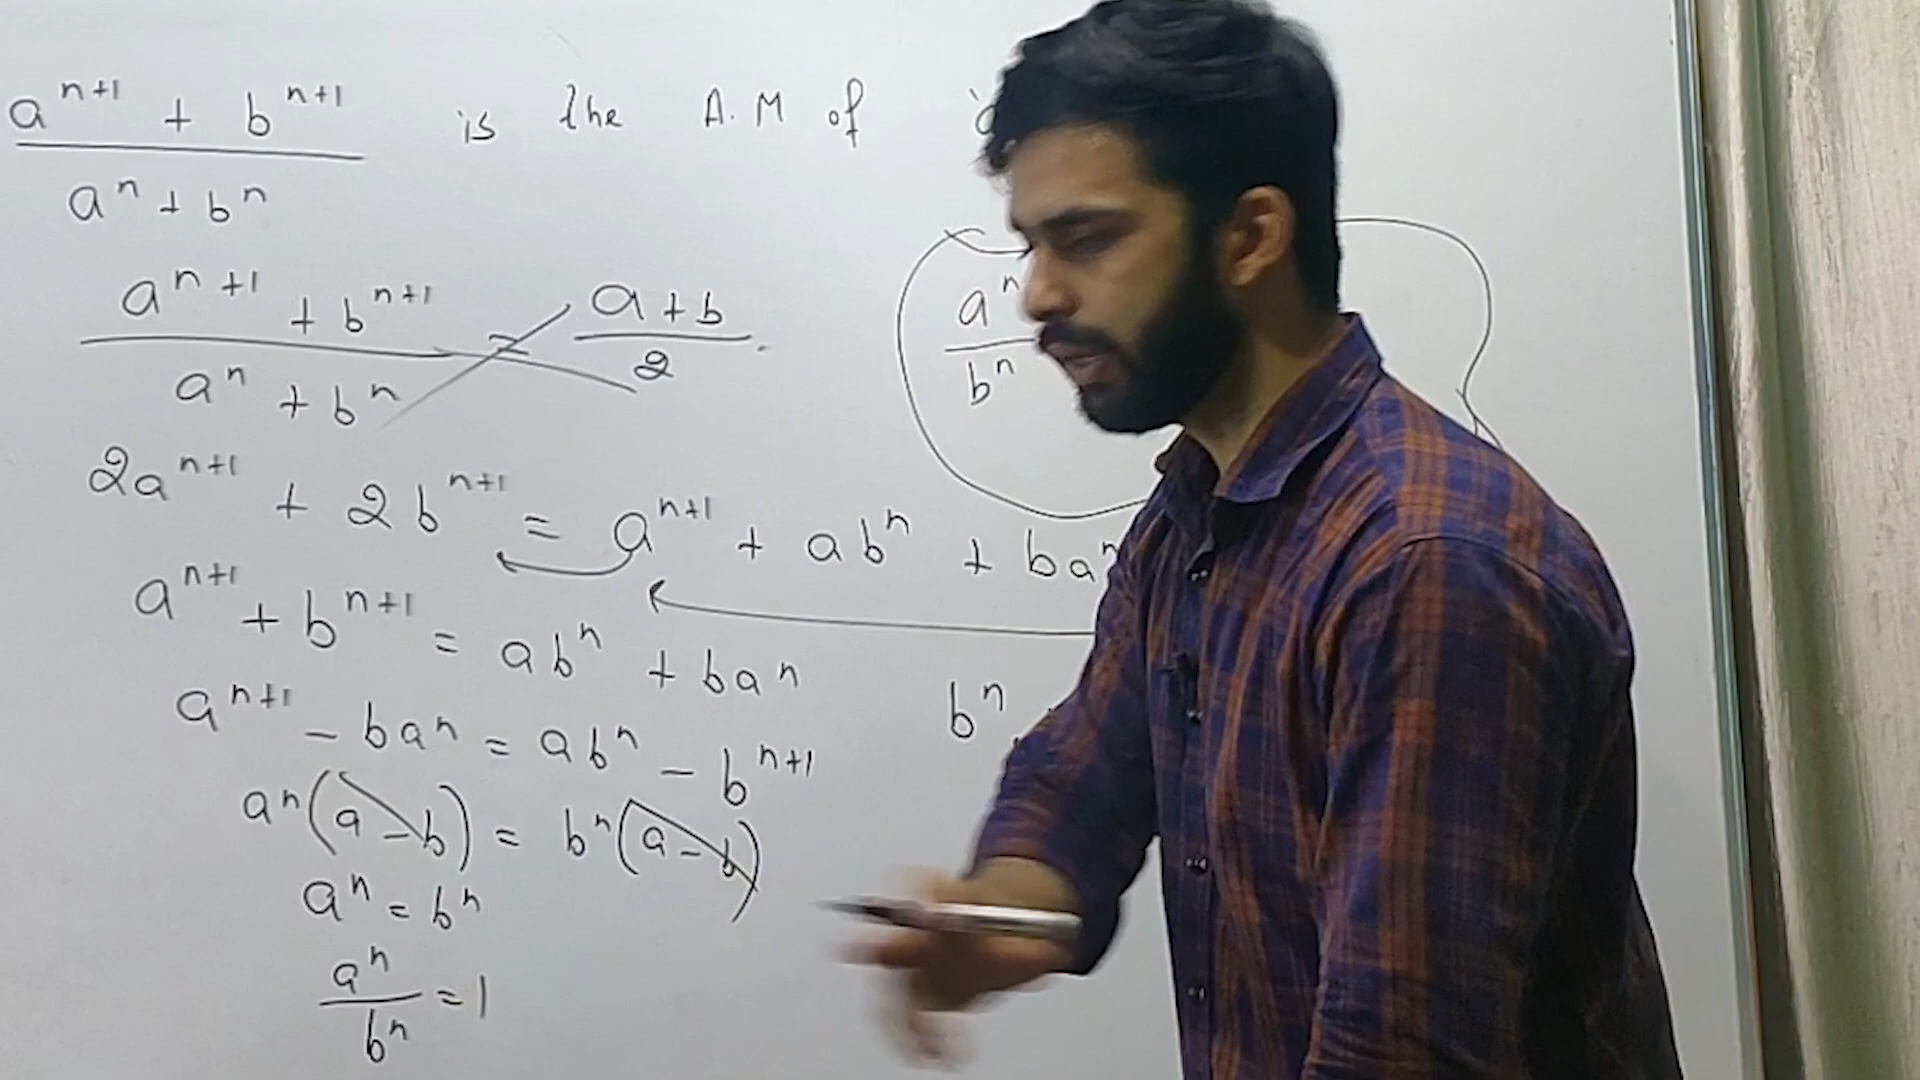 a^{n+1} + b^{n+1} is the A.M of
a^n + b^n
a^{n+1} + b^{n+1} = a + b
a^n + b^n 2 .
a^n
b^n
2a^{n+1} + 2b^{n+1} = a^{n+1} + ab^n + ba^n
a^{n+1} + b^{n+1} = ab^n + ba^n
a^{n+1} - ba^n = ab^n - b^{n+1}
b^n
a^n(a - b) = b^n(a - b)
a^n = b^n
a^n = 1
b^n